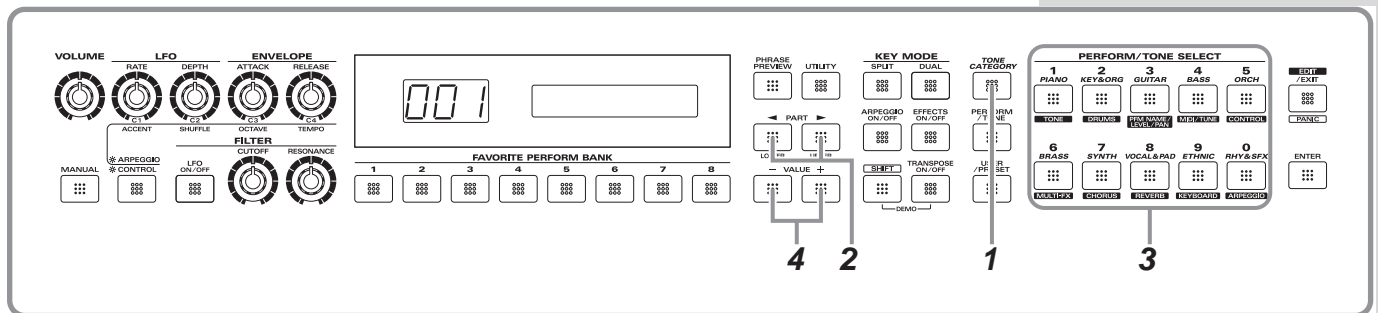 VOLUME
LFO
ENVELOPE
RATE DEPTH ATTACK RELEASE
C1 C2 C3 C4
ACCENT SHUFFLE OCTAVE TEMPO
FILTER
CUTOFF RESONANCE
MANUAL
ARPEGGIO
CONTROL
LFO
ON/OFF
001
FAVORITE PERFORM BANK
1 2 3 4 5 6 7 8
PHRASE
PREVIEW
UTILITY
◄ PART ►
− VALUE +
KEY MODE
SPLIT DUAL
ARPEGGIO
ON/OFF
EFFECTS
ON/OFF
SHIFT
TRANSPOSE
ON/OFF
DEMO
TONE
CATEGORY
PERFORM
/TONE
USER
/PRESET
PERFORM/TONE SELECT
1 2 3 4 5
PIANO KEY&ORG GUITAR BASS ORCH
TONE DRUMS PFM NAME/
LEVEL/PAN MIDI/TUNE CONTROL
6 7 8 9 0
BRASS SYNTH VOCAL&PAD ETHNIC RHY&SFX
MULTI-FX CHORUS REVERB KEYBOARD ARPEGGIO
EDIT
/EXIT
PANIC
ENTER
4 2 1 3